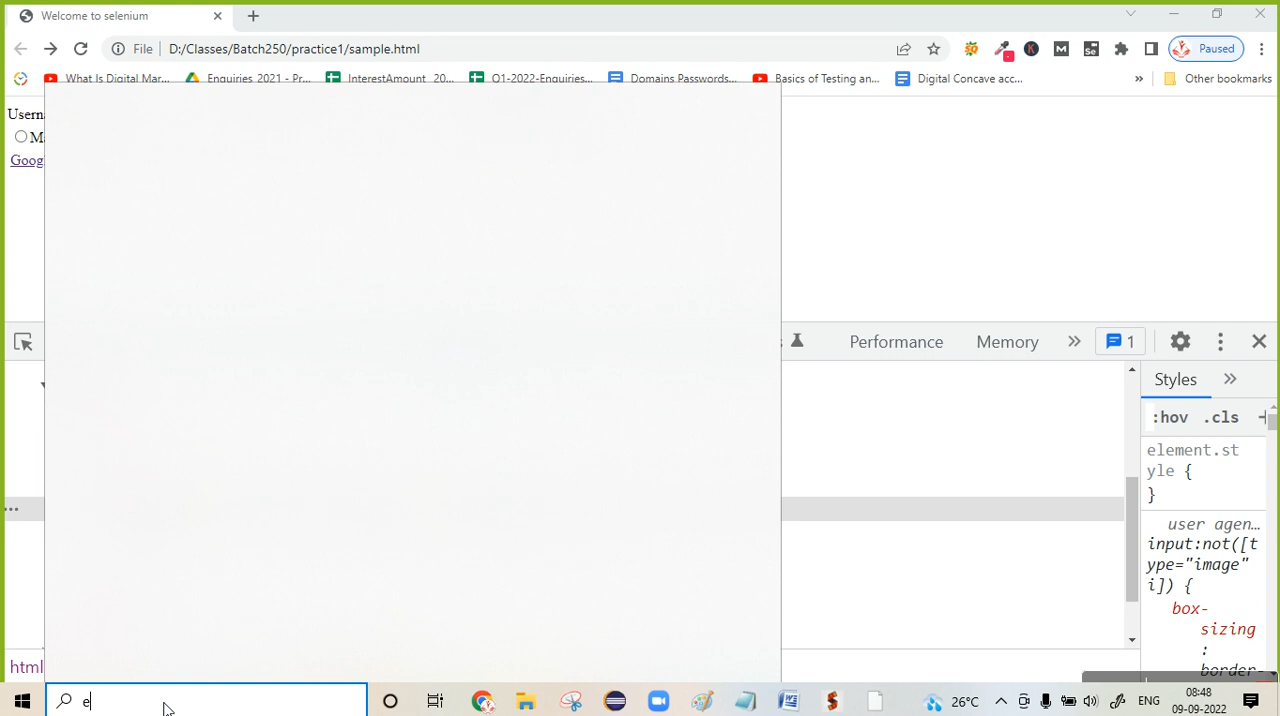 Welcome to selenium
File D:/Classes/Batch250/practice1/sample.html Paused
What Is Digital Mar... Enquiries 2021 - Pr... InterestAmount_20... Q1-2022-Enquiries... Domains Passwords... Basics of Testing an... Digital Concave acc... » Other bookmarks
Userna
Ma
Goog
Performance Memory » 1
Styles »
:hov .cls
element.st
yle {
}
user agen…
input:not([t
ype="image"
i]) {
box-
sizing
:
border-
html
e
26°C ENG 08:48
09-09-2022